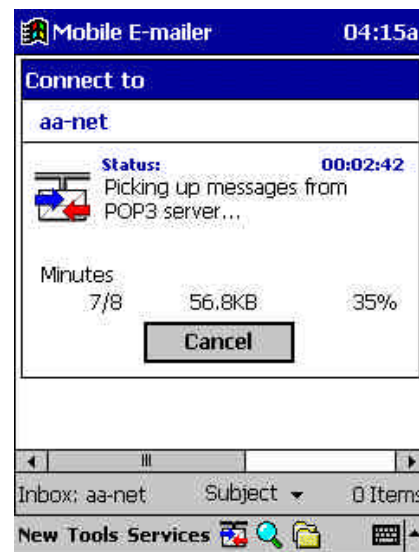 Mobile E-mailer 04:15a
Connect to
aa-net
Status: 00:02:42
Picking up messages from
POP3 server...
Minutes
7/8 56.8KB 35%
Cancel
Inbox: aa-net Subject 0 Items
New Tools Services